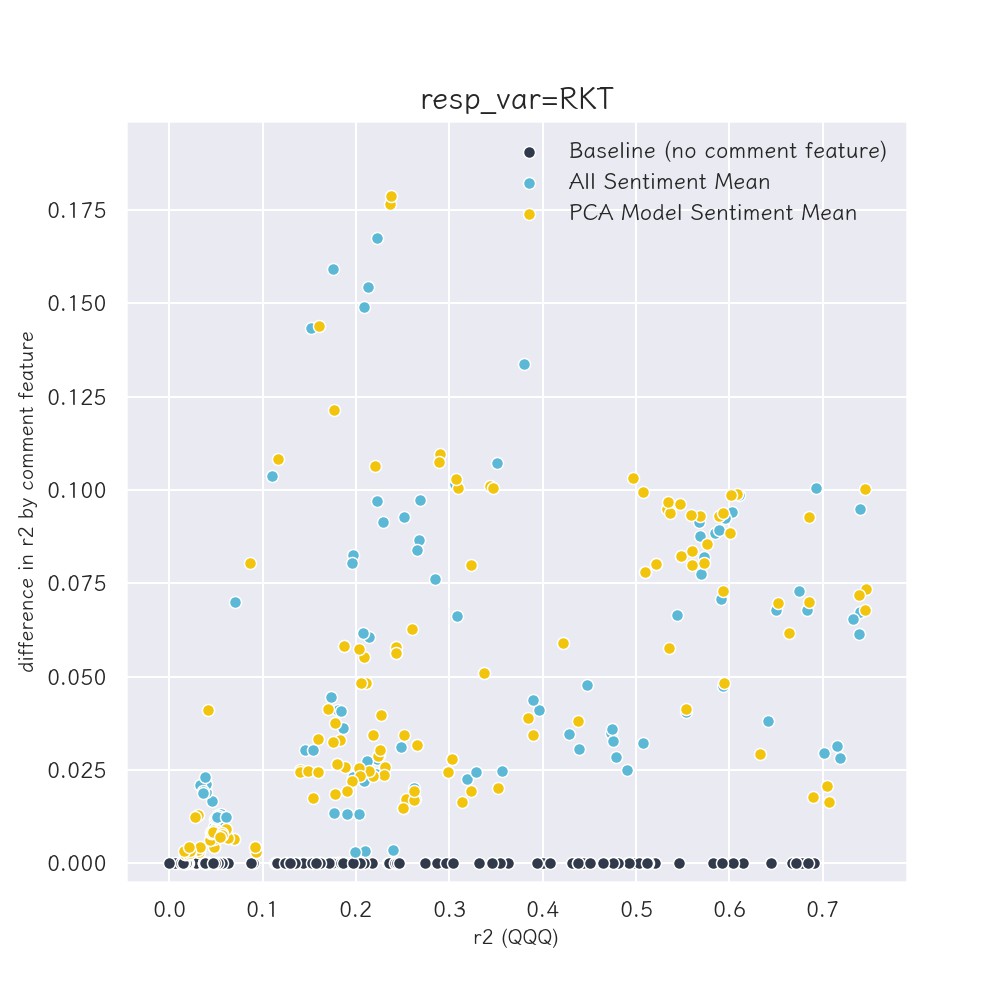 resp_var=RKT
Baseline (no comment feature)
All Sentiment Mean
PCA Model Sentiment Mean
difference in r2 by comment feature
0.175
0.150
0.125
0.100
0.075
0.050
0.025
0.000
0.0 0.1 0.2 0.3 0.4 0.5 0.6 0.7
r2 (QQQ)